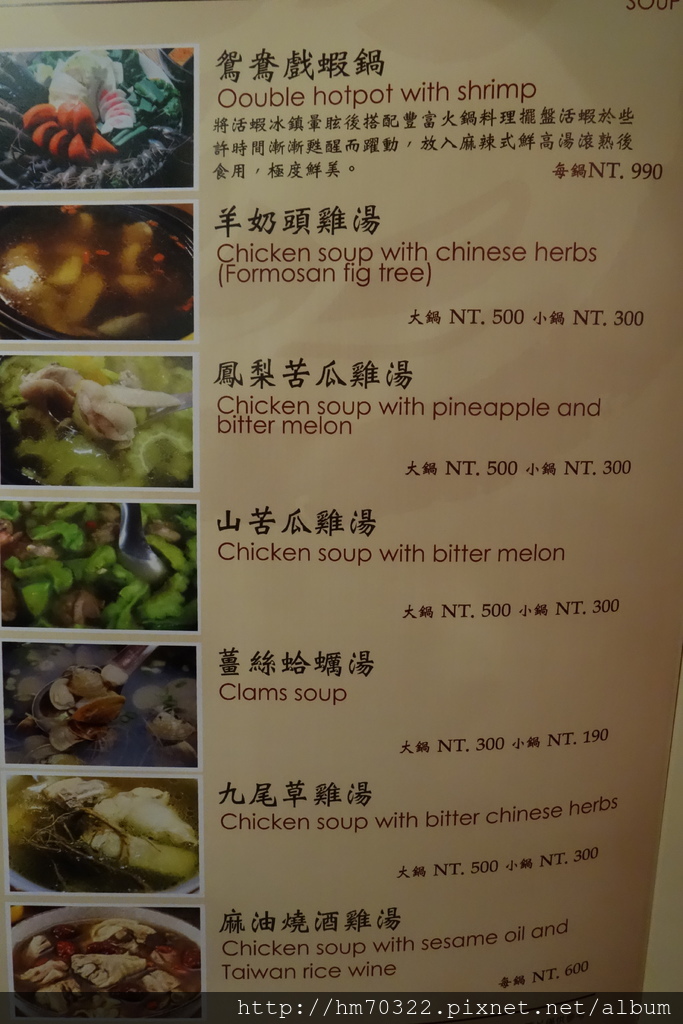 SOUP
鴛鴦戲蝦鍋
Oouble hotpot with shrimp
將活蝦冰鎮暈眩後搭配豐富火鍋料理擺盤活蝦於些
許時間漸漸甦醒而躍動，放入麻辣式鮮高湯滾熟後
食用，極度鮮美。
每鍋NT. 990
羊奶頭雞湯
Chicken soup with chinese herbs
(Formosan fig tree)
大鍋 NT. 500 小鍋 NT. 300
鳳梨苦瓜雞湯
Chicken soup with pineapple and
bitter melon
大鍋 NT. 500 小鍋 NT. 300
山苦瓜雞湯
Chicken soup with bitter melon
大鍋 NT. 500 小鍋 NT. 300
薑絲蛤蠣湯
Clams soup
大鍋 NT. 300 小鍋 NT. 190
九尾草雞湯
Chicken soup with bitter chinese herbs
大鍋 NT. 500 小鍋 NT. 300
麻油燒酒雞湯
Chicken soup with sesame oil and
Taiwan rice wine
每鍋 NT. 600
http://hm70322.pixnet.net/album